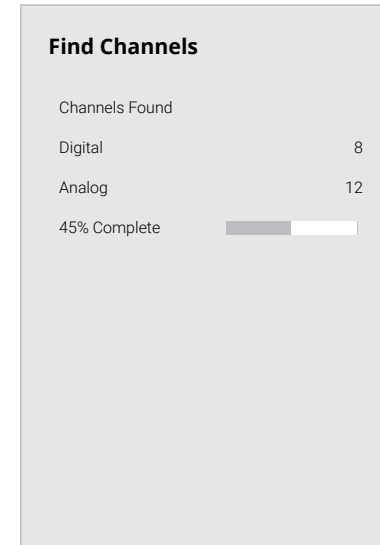 Find Channels
Channels Found
Digital 8
Analog 12
45% Complete